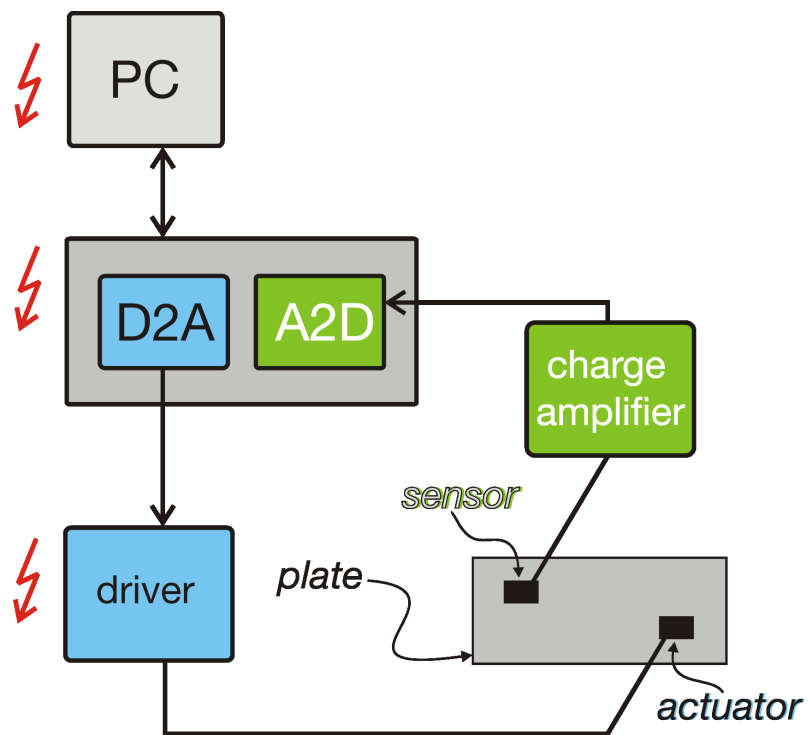 PC
D2A
A2D
charge
amplifier
sensor
driver
plate
actuator